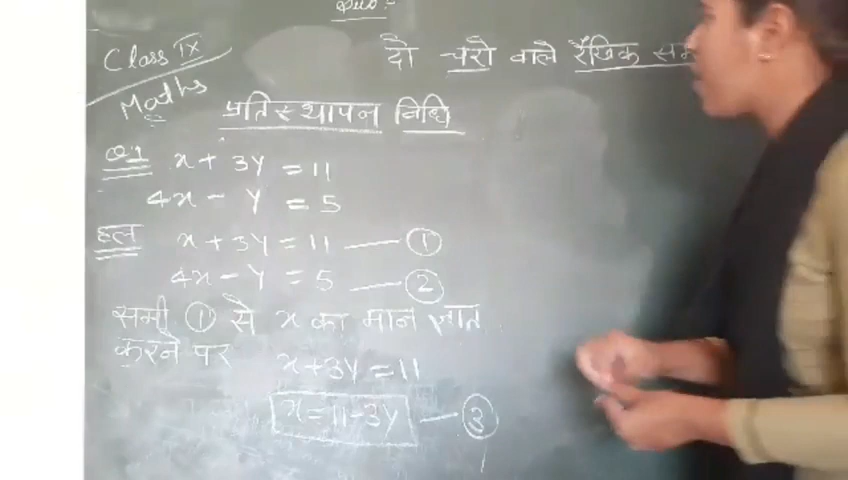 Class IX
Maths
दो चरो वाले रैखिक
प्रतिस्थापन विधि
Q.1 x + 3y = 11
4x - y = 5
हल x + 3y = 11 — ①
4x - y = 5 — ②
समी ① से x का मान ज्ञात
करने पर
x + 3y = 11
x = 11 - 3y — ③